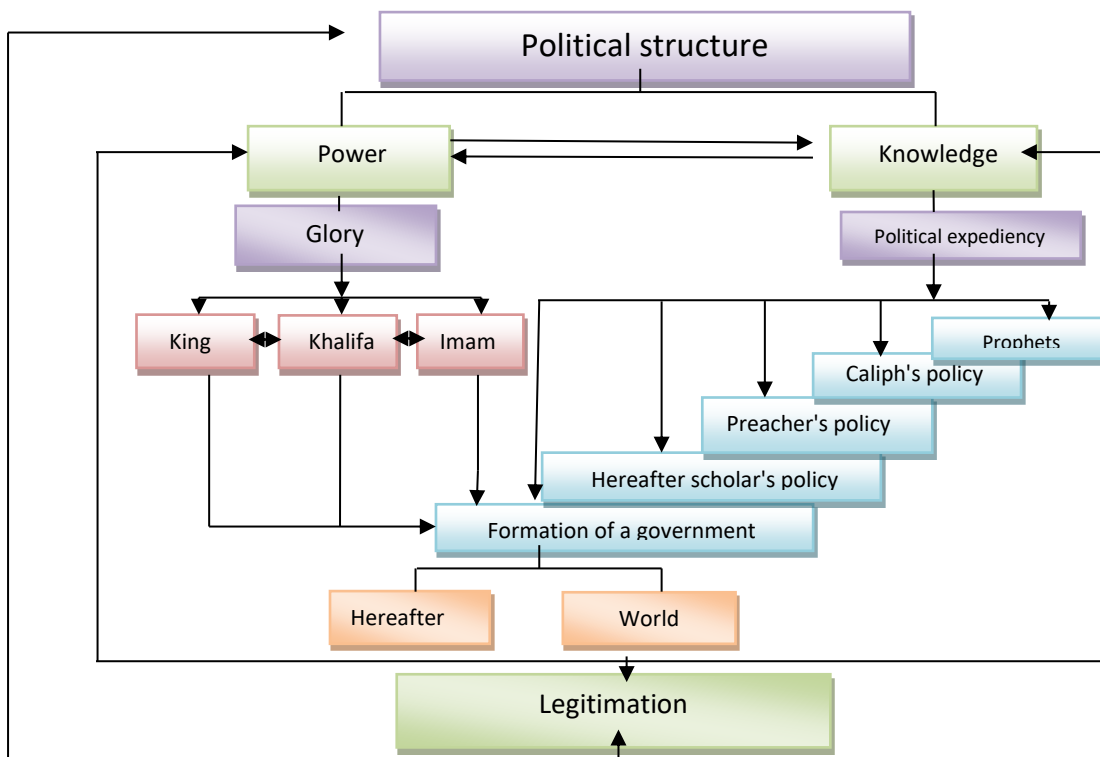 Political structure
Power
Knowledge
Glory
Political expediency
King
Khalifa
Imam
Prophets
Caliph's policy
Preacher's policy
Hereafter scholar's policy
Formation of a government
Hereafter
World
Legitimation